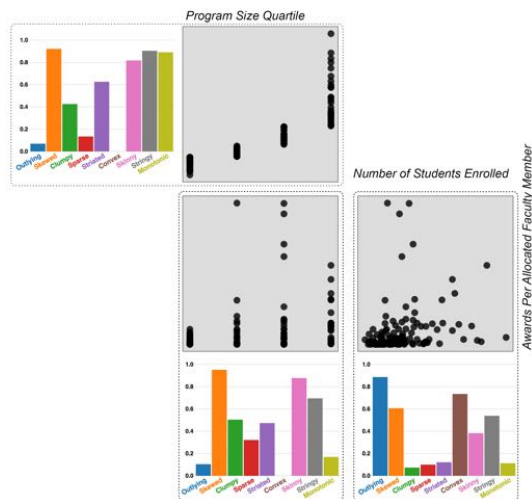 Program Size Quartile
1.0
0.8
0.6
0.4
0.2
0.0
Outlying
Skewed
Clumpy
Sparse
Striated
Convex
Skinny
Stringy
Monotonic
Number of Students Enrolled
Awards Per Allocated Faculty Member
1.0
0.8
0.6
0.4
0.2
0.0
Outlying
Skewed
Clumpy
Sparse
Striated
Convex
Skinny
Stringy
Monotonic
1.0
0.8
0.6
0.4
0.2
0.0
Outlying
Skewed
Clumpy
Sparse
Striated
Convex
Skinny
Stringy
Monotonic